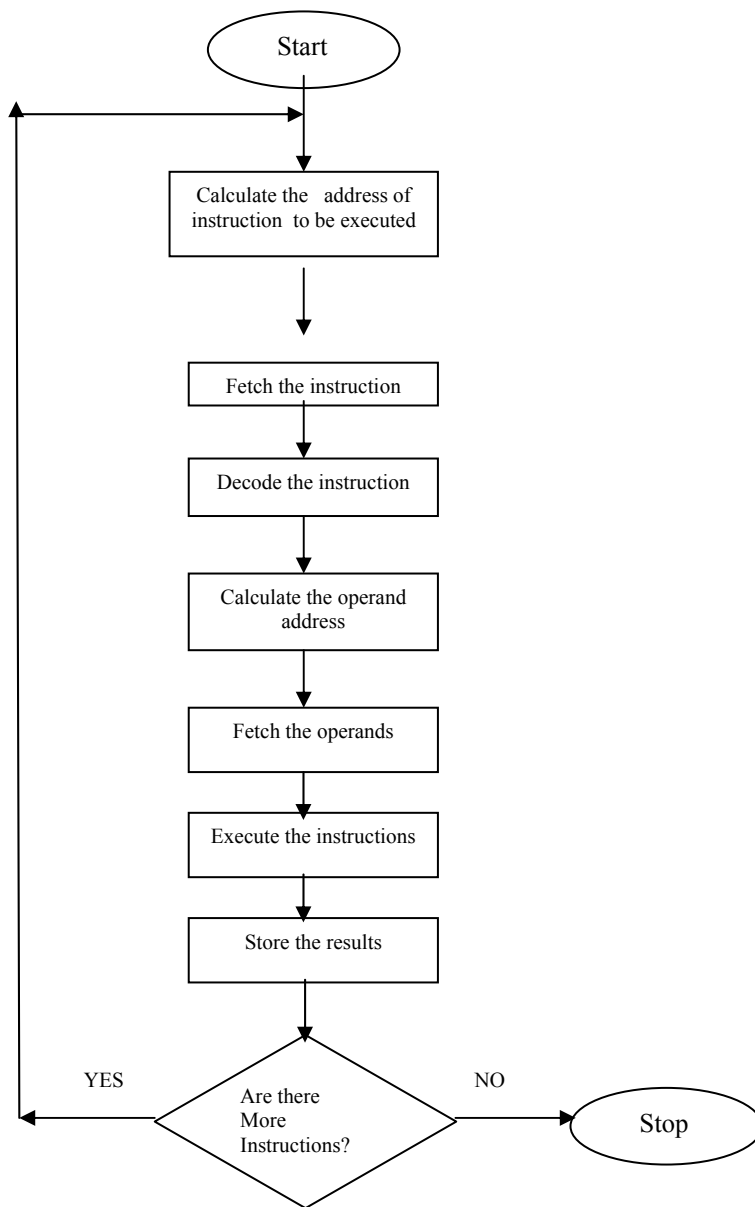 Start
Calculate the address of
instruction to be executed
Fetch the instruction
Decode the instruction
Calculate the operand
address
Fetch the operands
Execute the instructions
Store the results
YES
Are there
More
Instructions?
NO
Stop